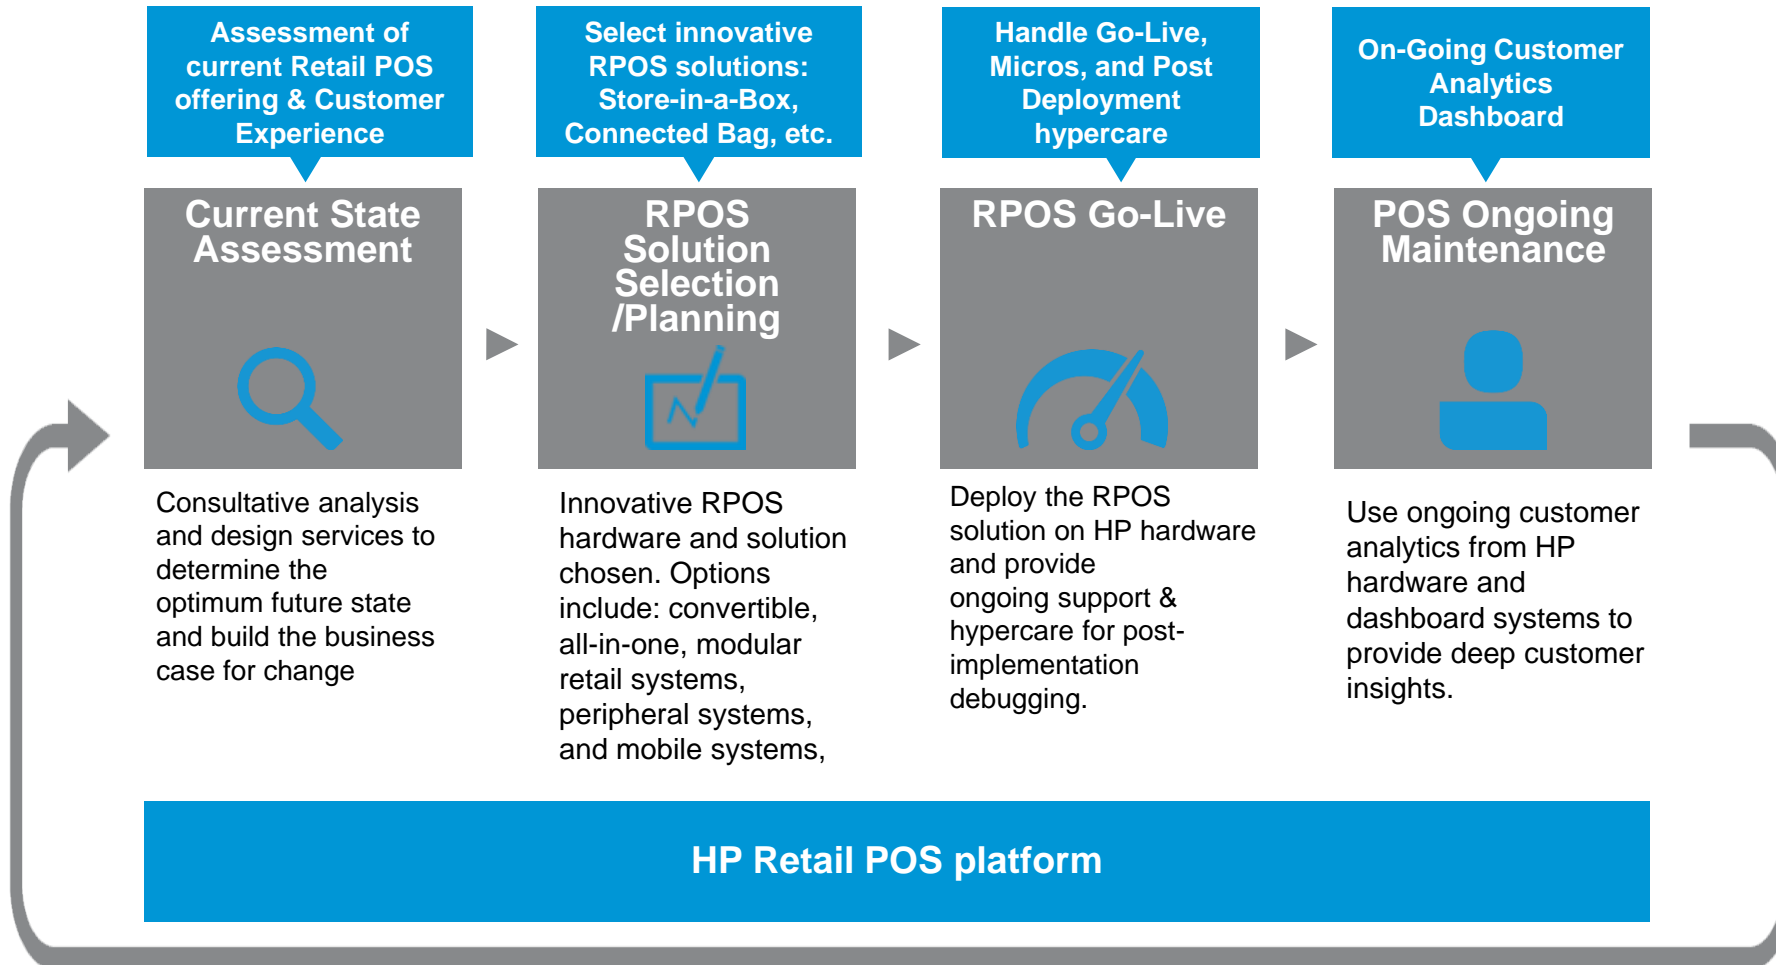 Assessment of
current Retail POS
offering & Customer
Experience
Select innovative
RPOS solutions:
Store-in-a-Box,
Connected Bag, etc.
Handle Go-Live,
Micros, and Post
Deployment
hypercare
On-Going Customer
Analytics
Dashboard
Current State
Assessment
RPOS
Solution
Selection
/Planning
RPOS Go-Live
POS Ongoing
Maintenance
Consultative analysis
and design services to
determine the
optimum future state
and build the business
case for change
Innovative RPOS
hardware and solution
chosen. Options
include: convertible,
all-in-one, modular
retail systems,
peripheral systems,
and mobile systems,
Deploy the RPOS
solution on HP hardware
and provide
ongoing support &
hypercare for post-
implementation
debugging.
Use ongoing customer
analytics from HP
hardware and
dashboard systems to
provide deep customer
insights.
HP Retail POS platform